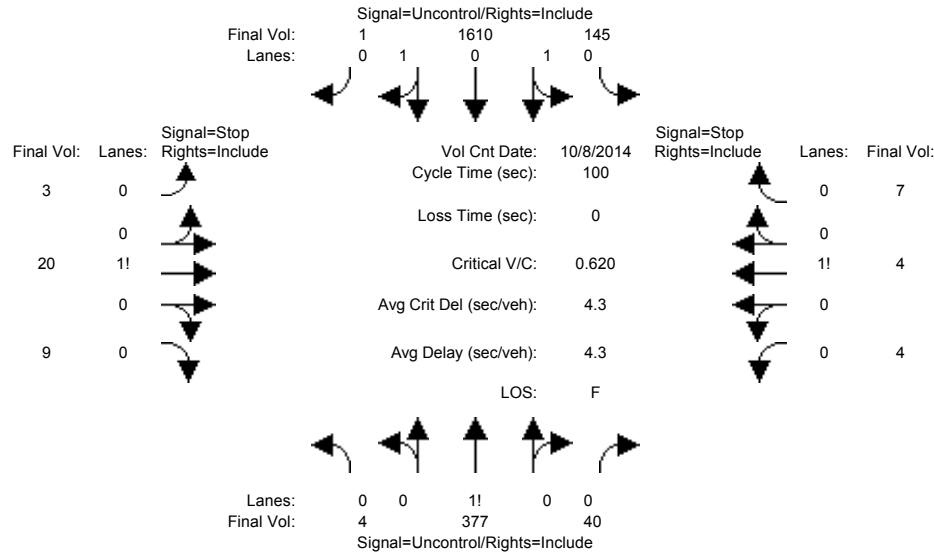 Signal=Uncontrol/Rights=Include
Final Vol: 1 1610 145
Lanes: 0 1 0 1 0
Signal=Stop Signal=Stop
Final Vol: Lanes: Rights=Include Vol Cnt Date: 10/8/2014 Rights=Include Lanes: Final Vol:
Cycle Time (sec): 100
3 0 0 7
Loss Time (sec): 0
0 0
20 1! Critical V/C: 0.620 1! 4
0 Avg Crit Del (sec/veh): 4.3 0
9 0 Avg Delay (sec/veh): 4.3 0 4
LOS: F
Lanes: 0 0 1! 0 0
Final Vol: 4 377 40
Signal=Uncontrol/Rights=Include